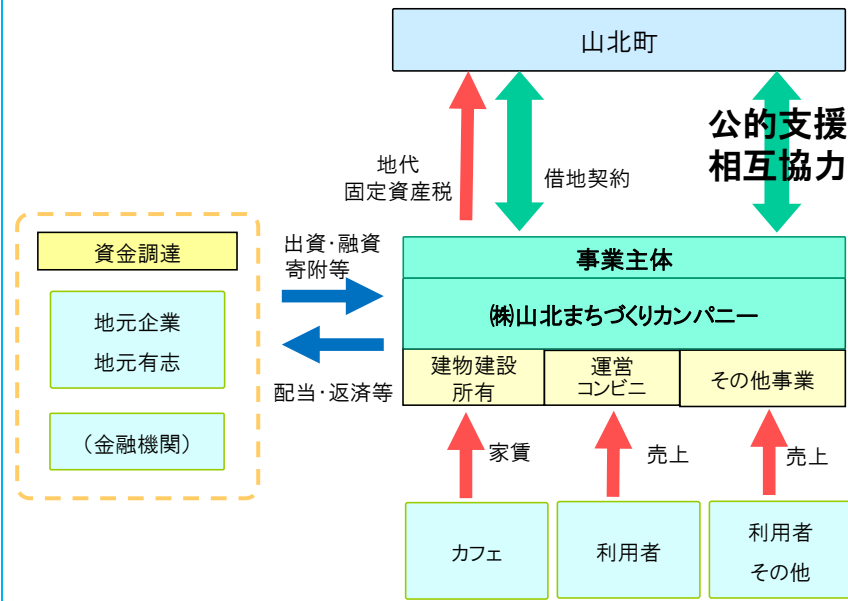 山北町
公的支援
相互協力
地代
固定資産税
借地契約
資金調達
地元企業
地元有志
（金融機関）
出資・融資
寄附等
配当・返済等
事業主体
㈱山北まちづくりカンパニー
建物建設
所有
運営
コンビニ
その他事業
家賃
売上
売上
カフェ
利用者
利用者
その他